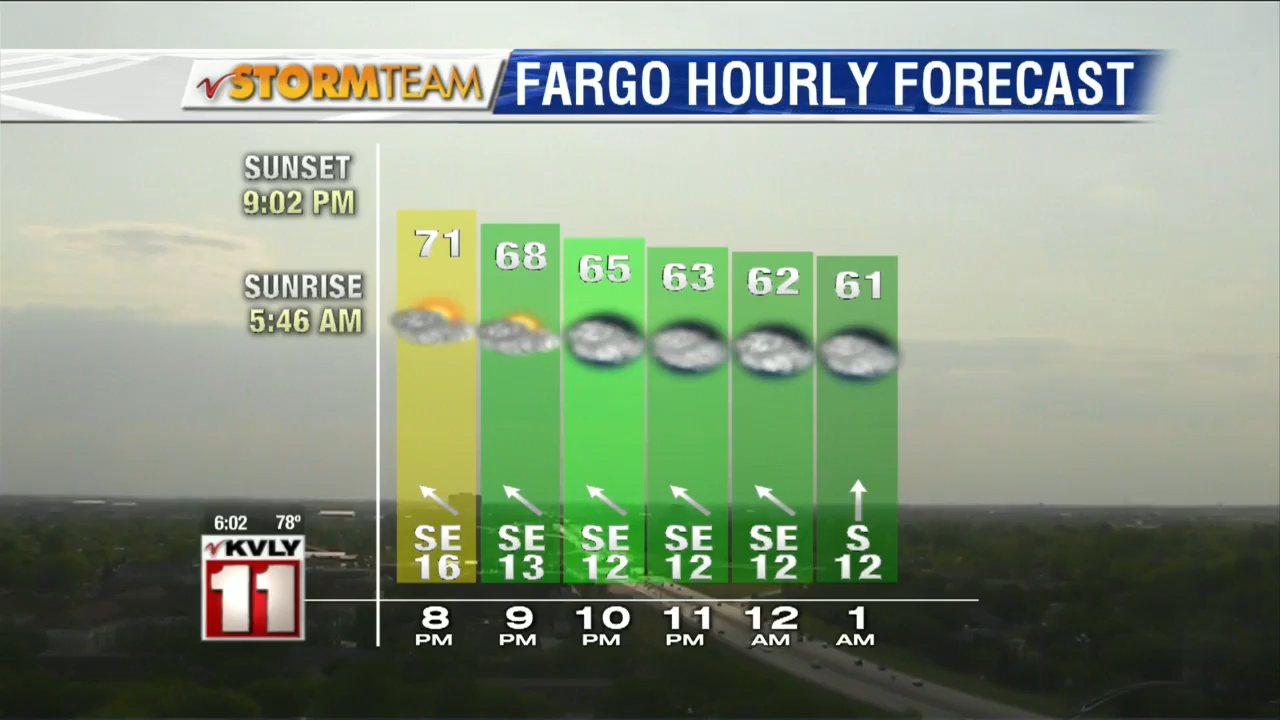 STORMTEAM FARGO HOURLY FORECAST
SUNSET
9:02 PM
SUNRISE
5:46 AM
71 68 65 63 62 61
SE SE SE SE SE S
16 13 12 12 12 12
8 9 10 11 12 1
PM PM PM PM AM AM
6:02 78º
KVLY
11